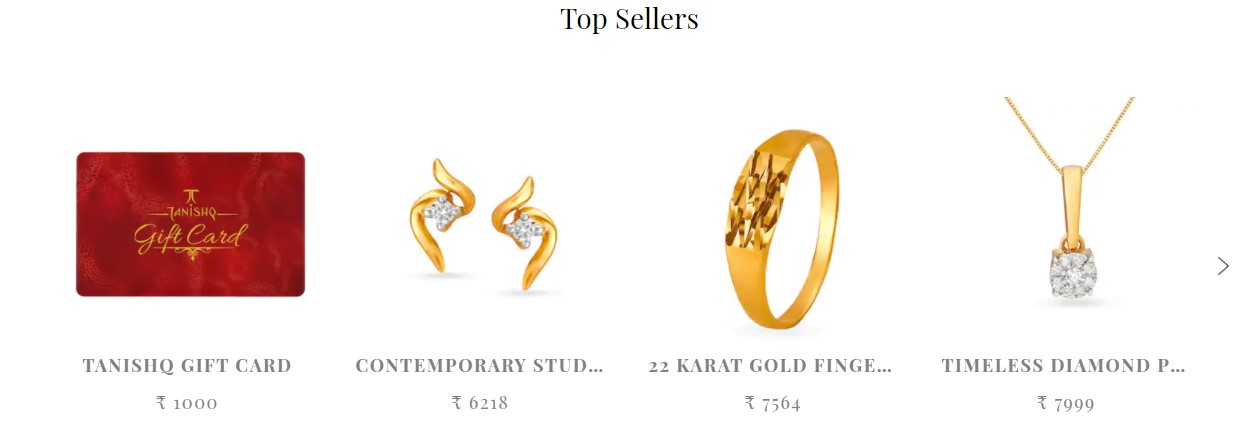 Top Sellers
TANISHQ
Gift Card
TANISHQ GIFT CARD
₹ 1000
CONTEMPORARY STUD...
₹ 6218
22 KARAT GOLD FINGE...
₹ 7564
TIMELESS DIAMOND P...
₹ 7999